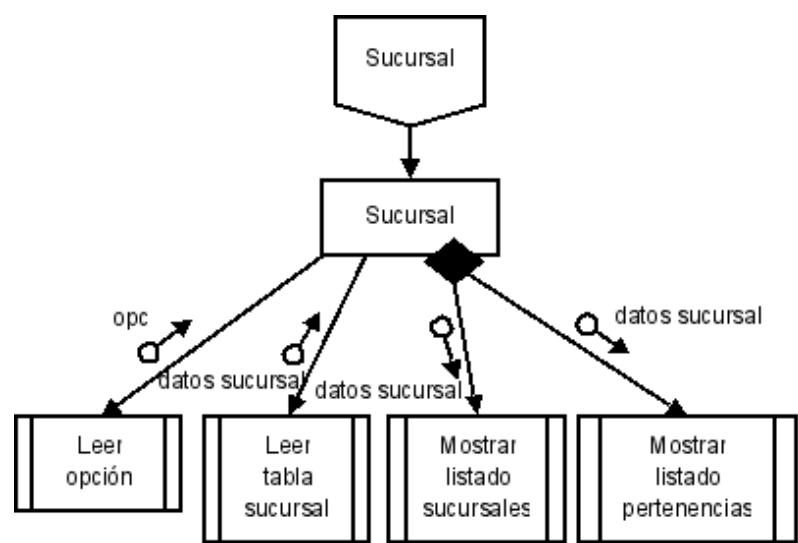 Sucursal
Sucursal
opc
datos sucursal
datos sucursal
datos sucursal
Leer
opción
Leer
tabla
sucursal
Mostrar
listado
sucursales
Mostrar
listado
pertenencias